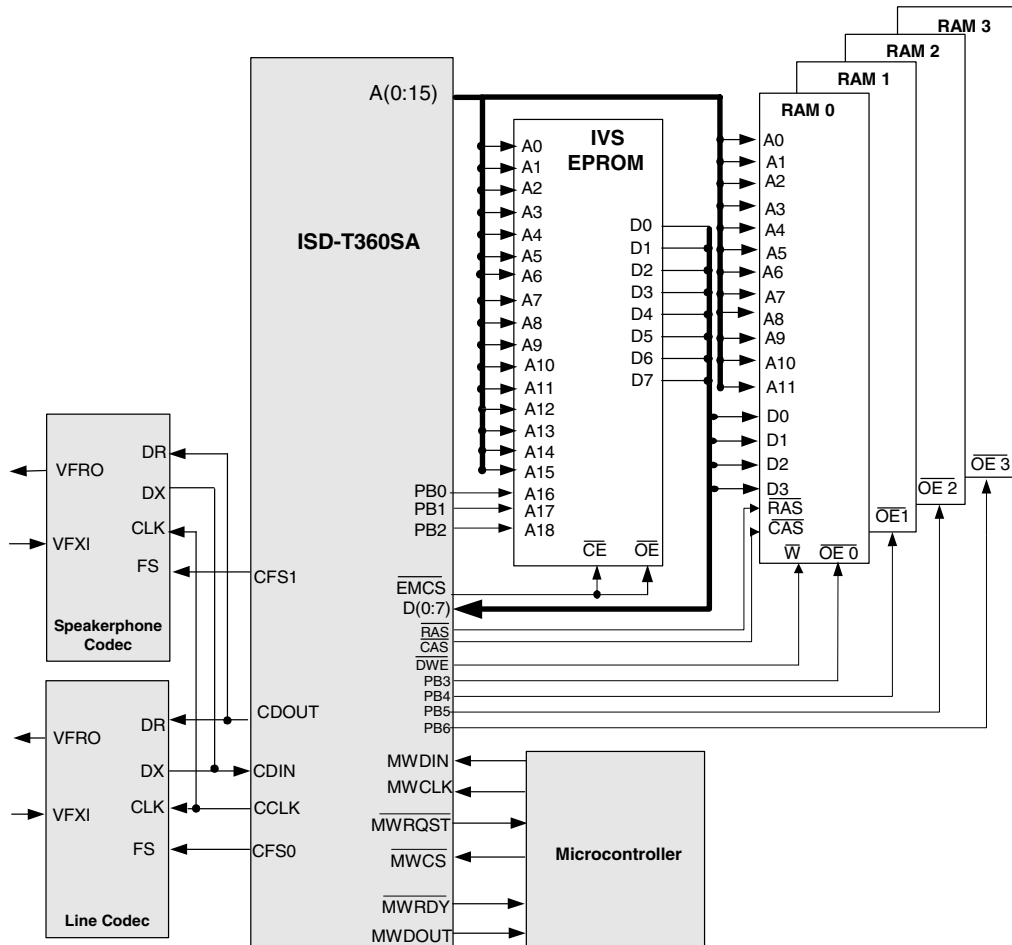 RAM 3
RAM 2
RAM 1
RAM 0
A(0:15)
ISD-T360SA
IVS
EPROM
A0
A1
A2
A3
A4
A5
A6
A7
A8
A9
A10
A11
A12
A13
A14
A15
A16
A17
A18
D0
D1
D2
D3
D4
D5
D6
D7
CE
OE
A0
A1
A2
A3
A4
A5
A6
A7
A8
A9
A10
A11
D0
D1
D2
D3
RAS
CAS
W
OE 0
OE1
OE 2
OE 3
PB0
PB1
PB2
EMCS
D(0:7)
RAS
CAS
DWE
PB3
PB4
PB5
PB6
MWDIN
MWCLK
MWRQST
MWCS
MWRDY
MWDOUT
Microcontroller
VFRO
VFXI
DR
DX
CLK
FS
Speakerphone
Codec
CFS1
CDOUT
CDIN
CCLK
CFS0
VFRO
VFXI
DR
DX
CLK
FS
Line Codec